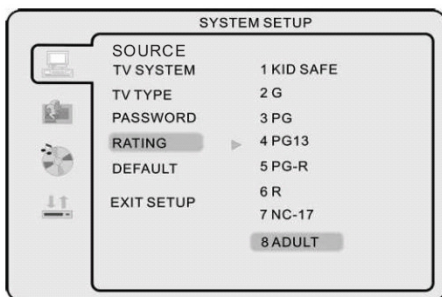 SYSTEM SETUP
SOURCE
TV SYSTEM
TV TYPE
PASSWORD
RATING
DEFAULT
EXIT SETUP
1 KID SAFE
2 G
3 PG
4 PG13
5 PG-R
6 R
7 NC-17
8 ADULT